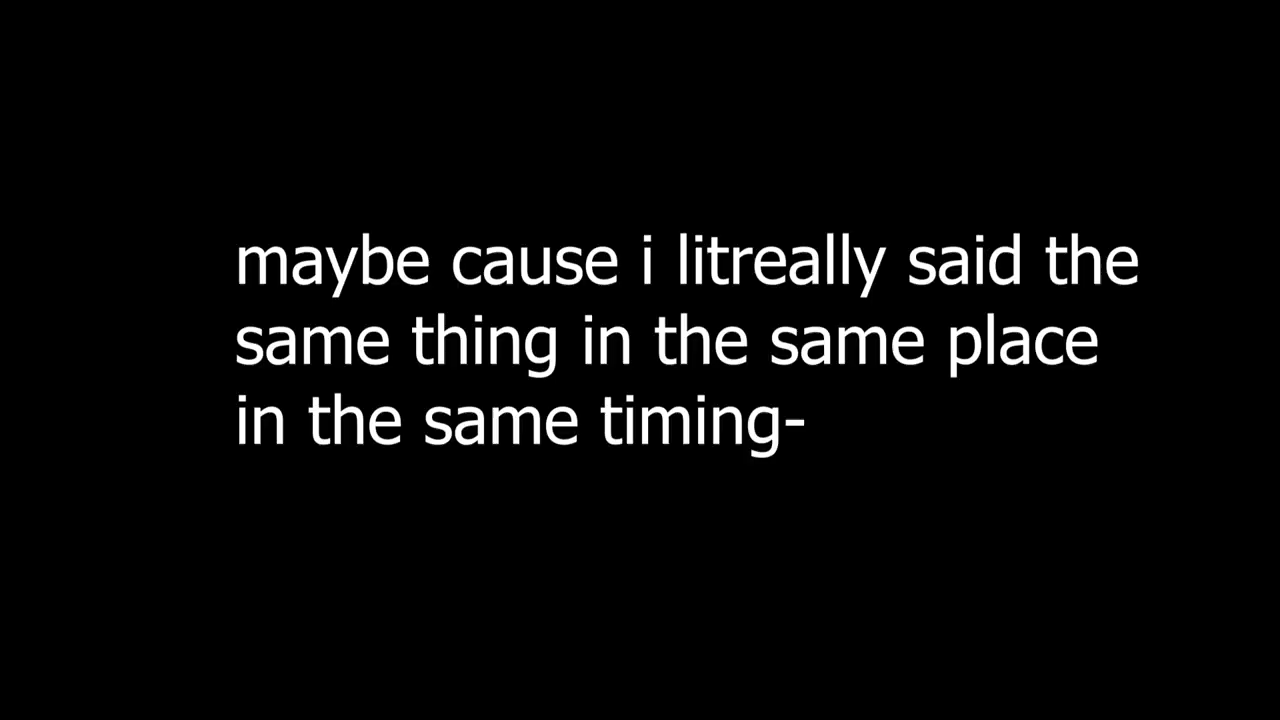 maybe cause i litreally said the
same thing in the same place
in the same timing-